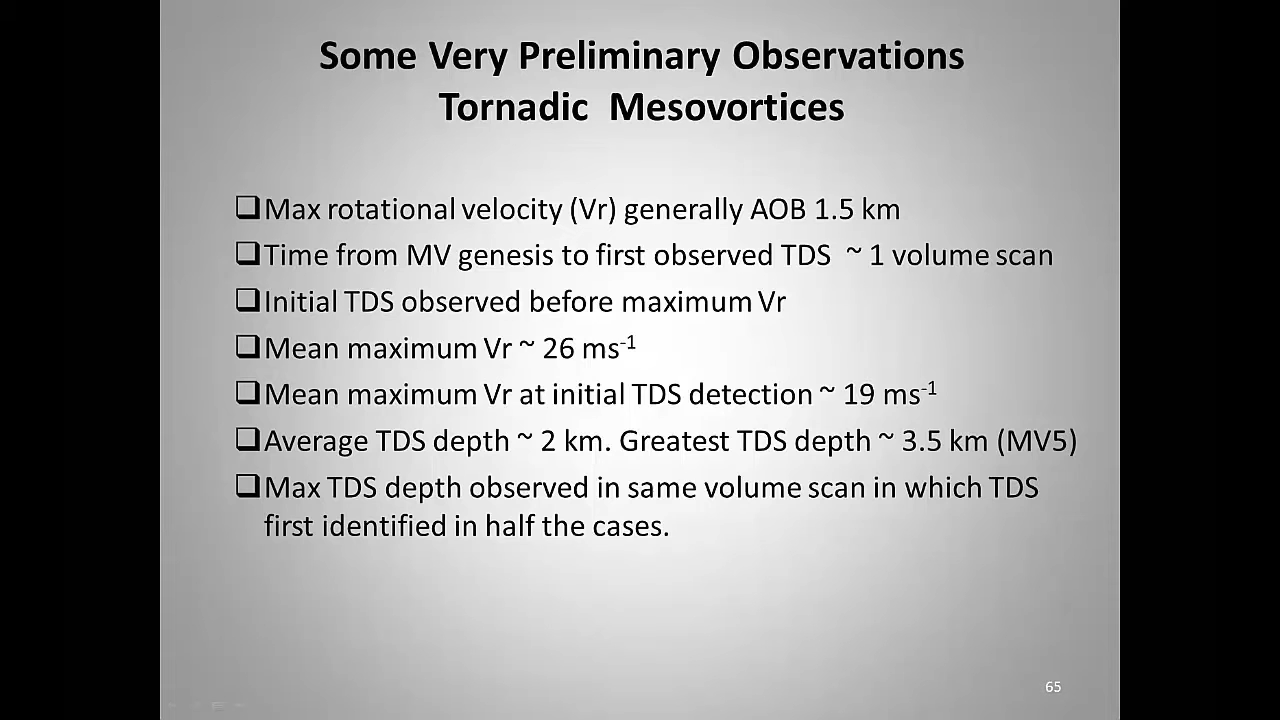 Some Very Preliminary Observations
Tornadic Mesovortices
❑Max rotational velocity (Vr) generally AOB 1.5 km
❑Time from MV genesis to first observed TDS ~ 1 volume scan
❑Initial TDS observed before maximum Vr
❑Mean maximum Vr ~ 26 ms⁻¹
❑Mean maximum Vr at initial TDS detection ~ 19 ms⁻¹
❑Average TDS depth ~ 2 km. Greatest TDS depth ~ 3.5 km (MV5)
❑Max TDS depth observed in same volume scan in which TDS
first identified in half the cases.
65